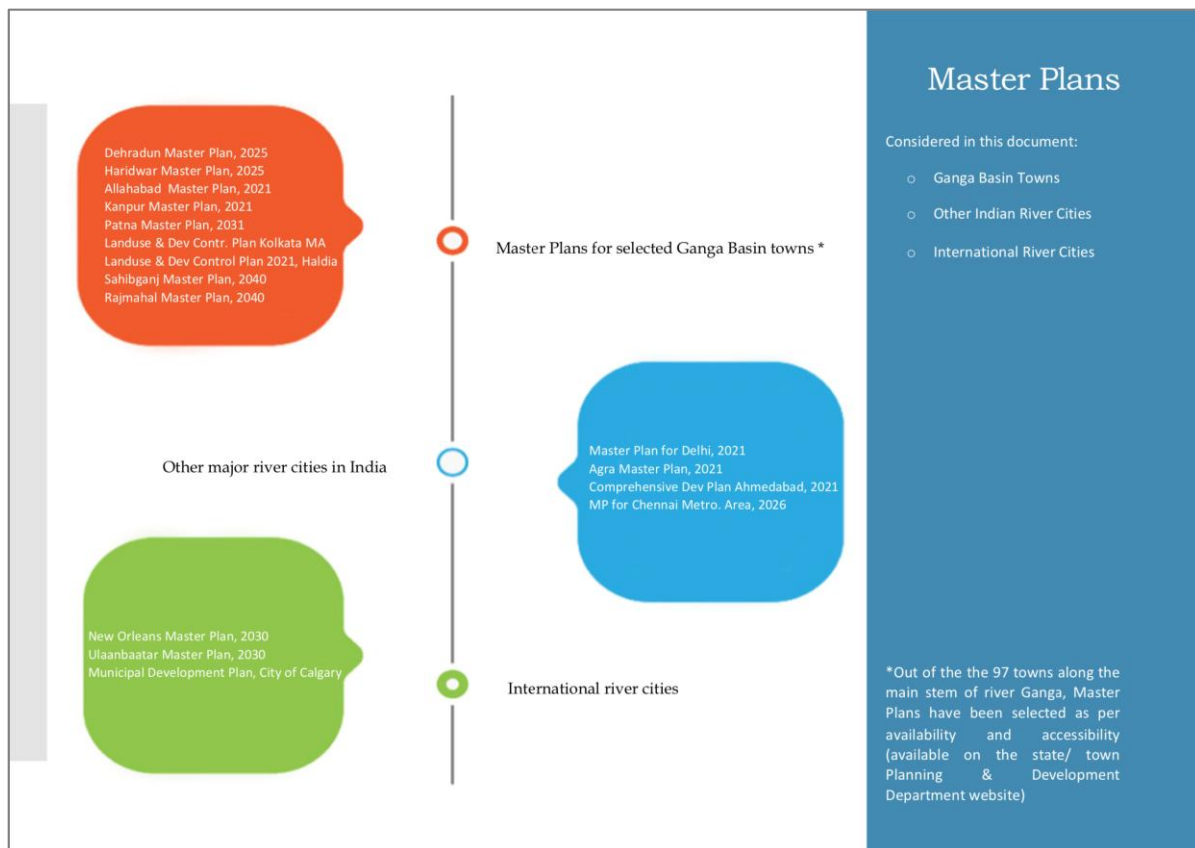 Master Plans
Considered in this document:
o Ganga Basin Towns
o Other Indian River Cities
o International River Cities
Dehradun Master Plan, 2025
Haridwar Master Plan, 2025
Allahabad  Master Plan, 2021
Kanpur Master Plan, 2021
Patna Master Plan, 2031
Landuse & Dev Contr. Plan Kolkata MA
Landuse & Dev Control Plan 2021, Haldia
Sahibganj Master Plan, 2040
Rajmahal Master Plan, 2040
Master Plans for selected Ganga Basin towns *
Other major river cities in India
Master Plan for Delhi, 2021
Agra Master Plan, 2021
Comprehensive Dev Plan Ahmedabad, 2021
MP for Chennai Metro. Area, 2026
New Orleans Master Plan, 2030
Ulaanbaatar Master Plan, 2030
Municipal Development Plan, City of Calgary
International river cities
*Out of the the 97 towns along the
main stem of river Ganga, Master
Plans have been selected as per
availability and accessibility
(available on the state/ town
Planning & Development
Department website)